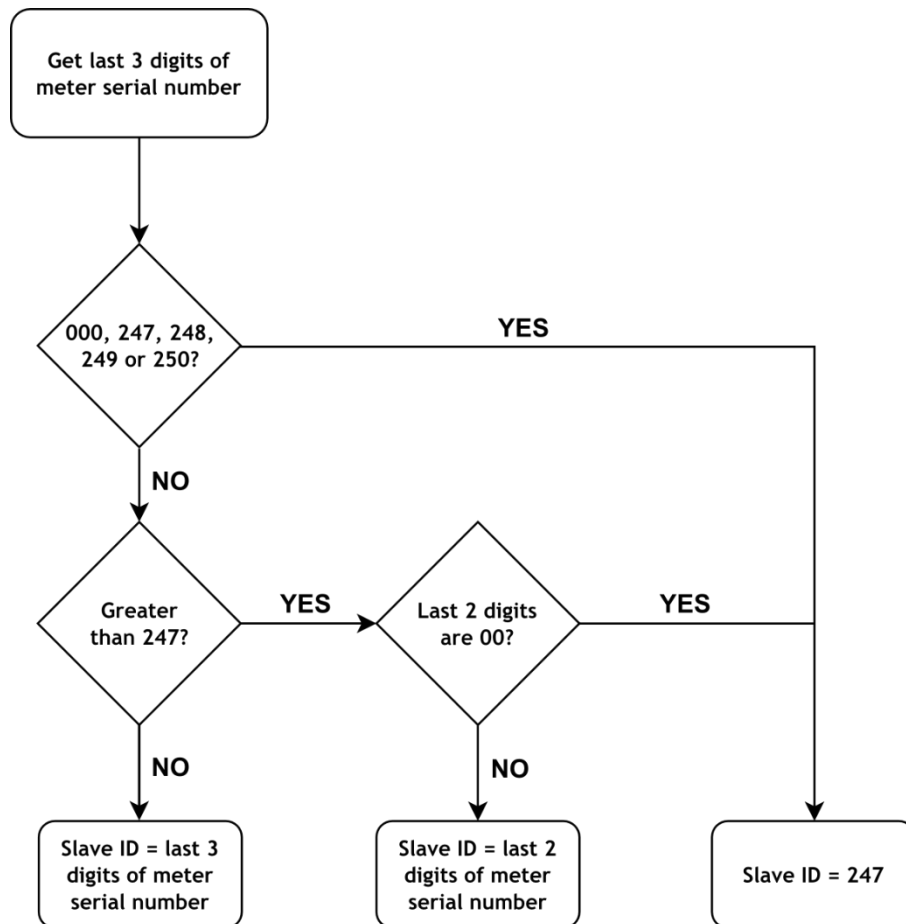 Get last 3 digits of
meter serial number
000, 247, 248,
249 or 250?
YES
NO
Greater
than 247?
YES
Last 2 digits
are 00?
YES
NO
NO
Slave ID = last 3
digits of meter
serial number
Slave ID = last 2
digits of meter
serial number
Slave ID = 247